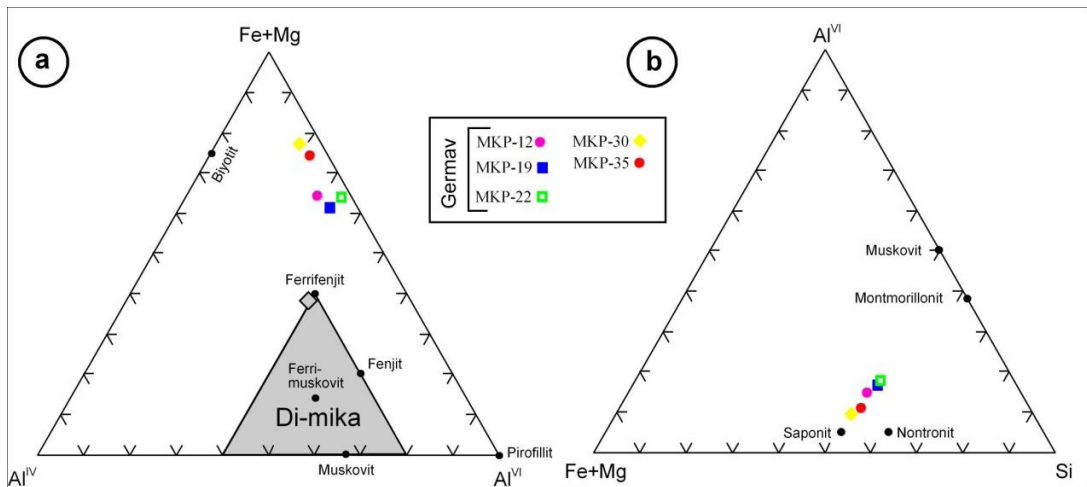 a
Fe+Mg
Biyotit
Ferrifenjit
Fenjit
Ferri-
muskovit
Di-mika
Muskovit
Pirofillit
Al^IV
Al^VI
Germav
MKP-12
MKP-19
MKP-22
MKP-30
MKP-35
b
Al^VI
Muskovit
Montmorillonit
Saponit
Nontronit
Fe+Mg
Si